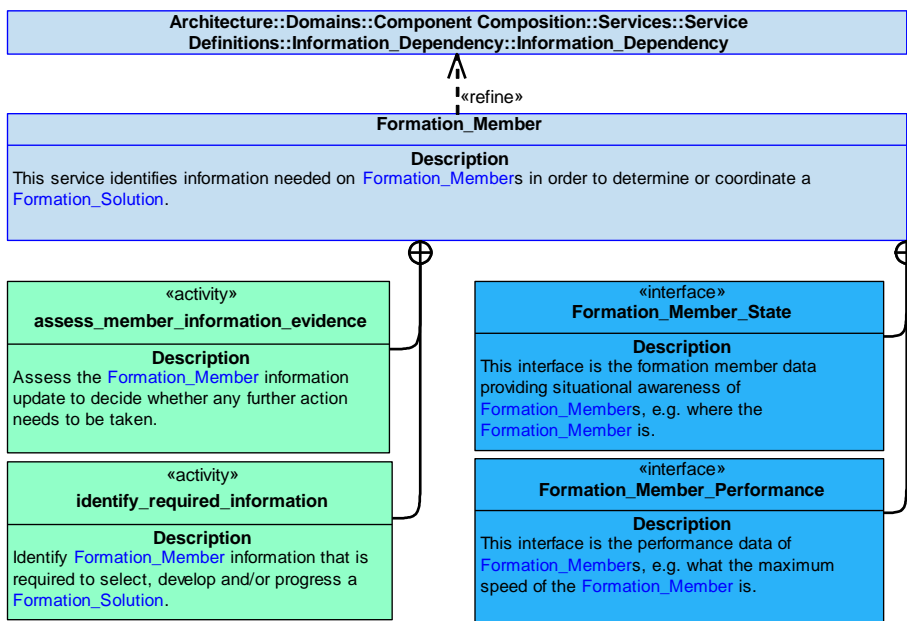 Architecture::Domains::Component Composition::Services::Service
Definitions::Information_Dependency::Information_Dependency
«refine»
Formation_Member
Description
This service identifies information needed on Formation_Members in order to determine or coordinate a
Formation_Solution.
«activity»
assess_member_information_evidence
Description
Assess the Formation_Member information
update to decide whether any further action
needs to be taken.
«interface»
Formation_Member_State
Description
This interface is the formation member data
providing situational awareness of
Formation_Members, e.g. where the
Formation_Member is.
«activity»
identify_required_information
Description
Identify Formation_Member information that is
required to select, develop and/or progress a
Formation_Solution.
«interface»
Formation_Member_Performance
Description
This interface is the performance data of
Formation_Members, e.g. what the maximum
speed of the Formation_Member is.